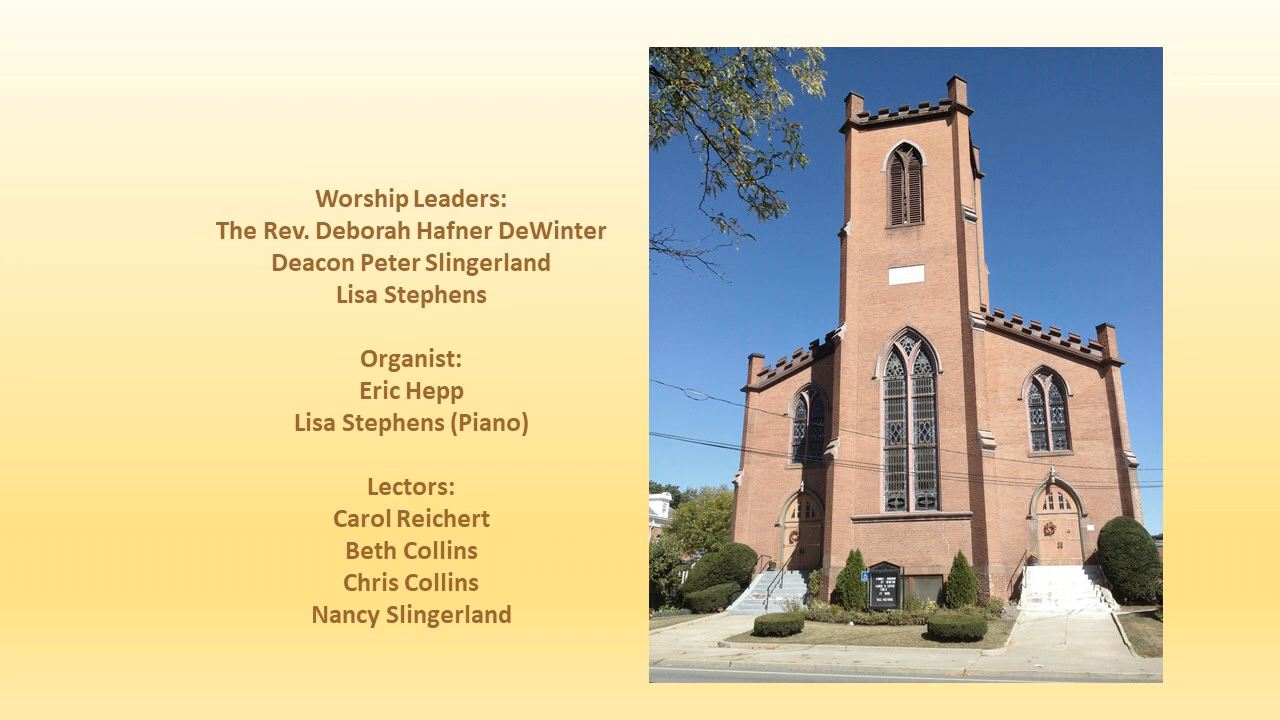 Worship Leaders:
The Rev. Deborah Hafner DeWinter
Deacon Peter Slingerland
Lisa Stephens
Organist:
Eric Hepp
Lisa Stephens (Piano)
Lectors:
Carol Reichert
Beth Collins
Chris Collins
Nancy Slingerland